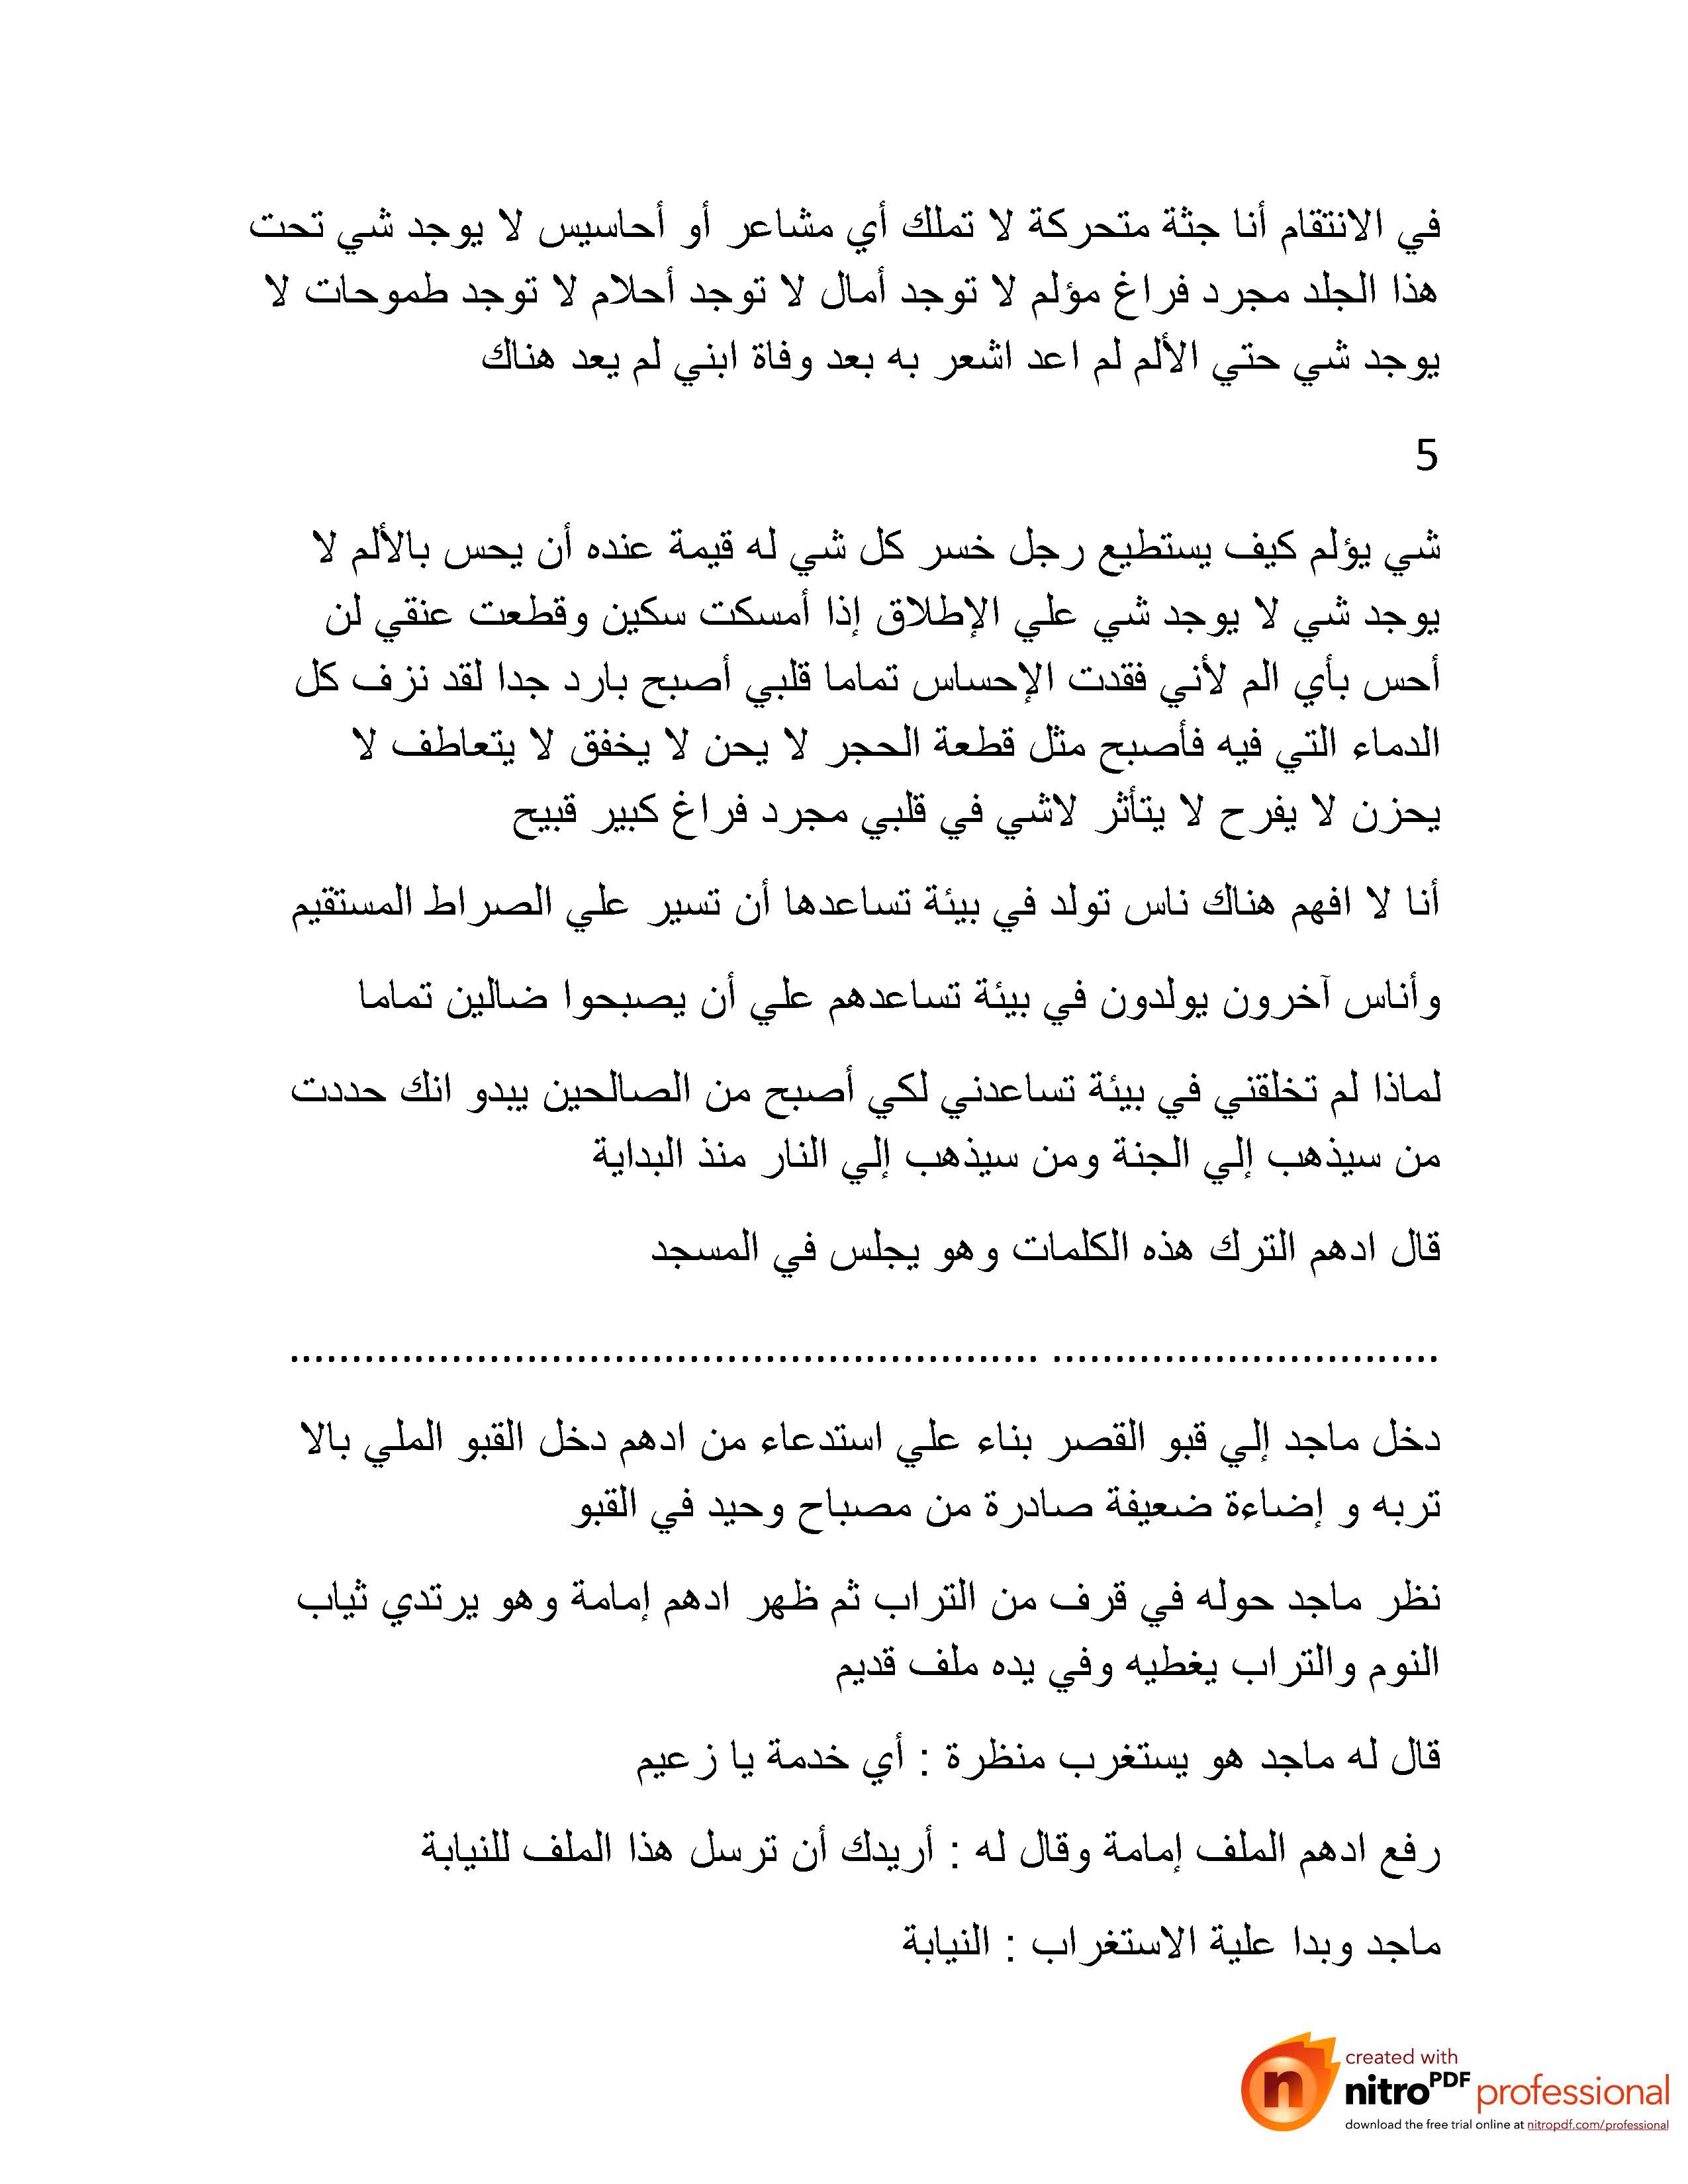 في الانتقام أنا جثة متحركة لا تملك أي مشاعر أو أحاسيس لا يوجد شي تحت
هذا الجلد مجرد فراغ مؤلم لا توجد أمال لا توجد أحلام لا توجد طموحات لا
يوجد شي حتي الألم لم اعد اشعر به بعد وفاة ابني لم يعد هناك
5
شي يؤلم كيف يستطيع رجل خسر كل شي له قيمة عنده أن يحس بالألم لا
يوجد شي لا يوجد شي علي الإطلاق إذا أمسكت سكين وقطعت عنقي لن
أحس بأي الم لأني فقدت الإحساس تماما قلبي أصبح بارد جدا لقد نزف كل
الدماء التي فيه فأصبح مثل قطعة الحجر لا يحن لا يخفق لا يتعاطف لا
يحزن لا يفرح لا يتأثر لاشي في قلبي مجرد فراغ كبير قبيح
أنا لا افهم هناك ناس تولد في بيئة تساعدها أن تسير علي الصراط المستقيم
وأناس آخرون يولدون في بيئة تساعدهم علي أن يصبحوا ضالين تماما
لماذا لم تخلقني في بيئة تساعدني لكي أصبح من الصالحين يبدو انك حددت
من سيذهب إلي الجنة ومن سيذهب إلي النار منذ البداية
قال ادهم الترك هذه الكلمات وهو يجلس في المسجد
............................... ............................................................
دخل ماجد إلي قبو القصر بناء علي استدعاء من ادهم دخل القبو الملي بالا
تربه و إضاءة ضعيفة صادرة من مصباح وحيد في القبو
نظر ماجد حوله في قرف من التراب ثم ظهر ادهم إمامة وهو يرتدي ثياب
النوم والتراب يغطيه وفي يده ملف قديم
قال له ماجد هو يستغرب منظرة : أي خدمة يا زعيم
رفع ادهم الملف إمامة وقال له : أريدك أن ترسل هذا الملف للنيابة
ماجد وبدا علية الاستغراب : النيابة
created with
nitroPDF professional
download the free trial online at nitropdf.com/professional